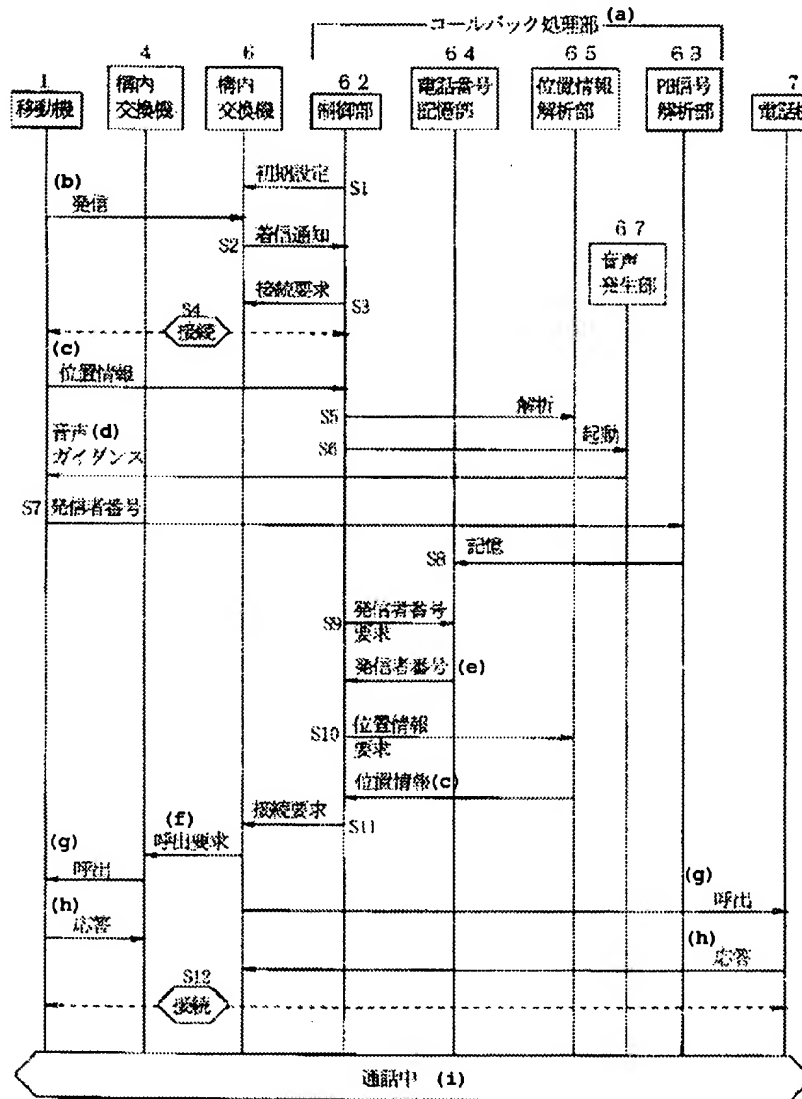 コールバック処理部 (a)
1
移動機
4
構内
交換機
6
構内
交換機
62
制御部
64
電話番号
記憶部
65
位置情報
解析部
63
PB信号
解析部
7
電話機
初期設定
S1
(b)
発信
S2
着信通知
67
音声
発生部
接続要求
S3
S4
接続
(c)
位置情報
S5
解析
S6
起動
音声(d)
ガイダンス
S7
発信者番号
S8
記憶
S9
発信者番号
要求
発信者番号 (e)
S10
位置情報
要求
位置情報(c)
接続要求
S11
(f)
呼出要求
(g)
呼出
(g)
呼出
(h)
応答
(h)
応答
S12
接続
通話中 (i)